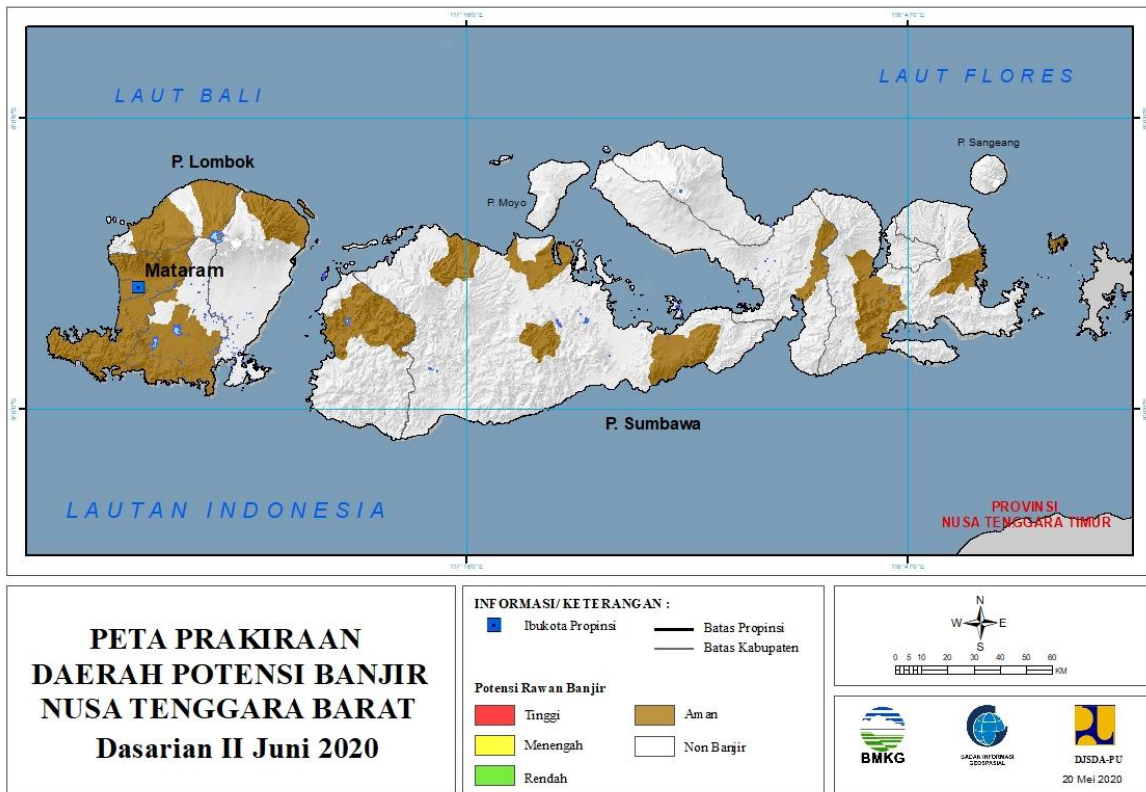 LAUT BALI
LAUT FLORES
P. Lombok
P. Sangeang
P. Moyo
Mataram
P. Sumbawa
LAUTAN INDONESIA
PROVINSI
NUSA TENGGARA TIMUR
PETA PRAKIRAAN
DAERAH POTENSI BANJIR
NUSA TENGGARA BARAT
Dasarian II Juni 2020
INFORMASI/ KETERANGAN :
Ibukota Propinsi
Batas Propinsi
Batas Kabupaten
Potensi Rawan Banjir
Tinggi
Aman
Menengah
Non Banjir
Rendah
N
W E
S
0 5 10 20 30 40 50 60
KM
BMKG
BADAN INFORMASI
GEOSPASIAL
DJSDA-PU
20 Mei 2020